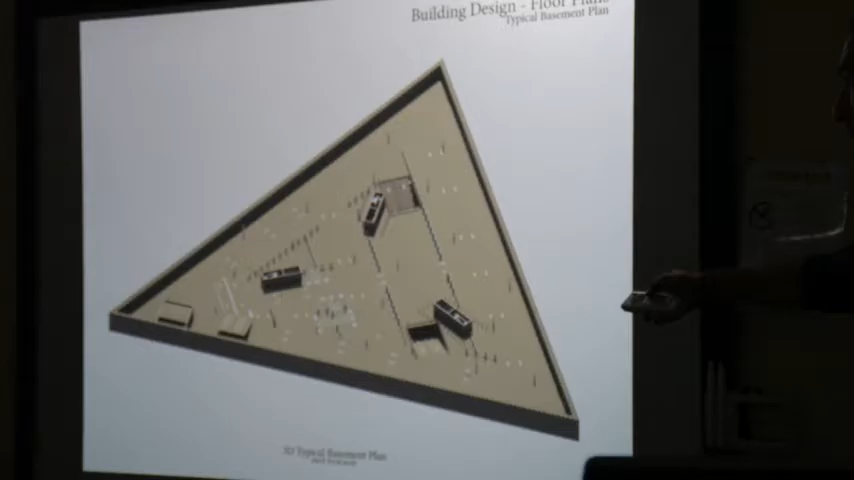 Building Design - Floor Plans
Typical Basement Plan
3D Typical Basement Plan